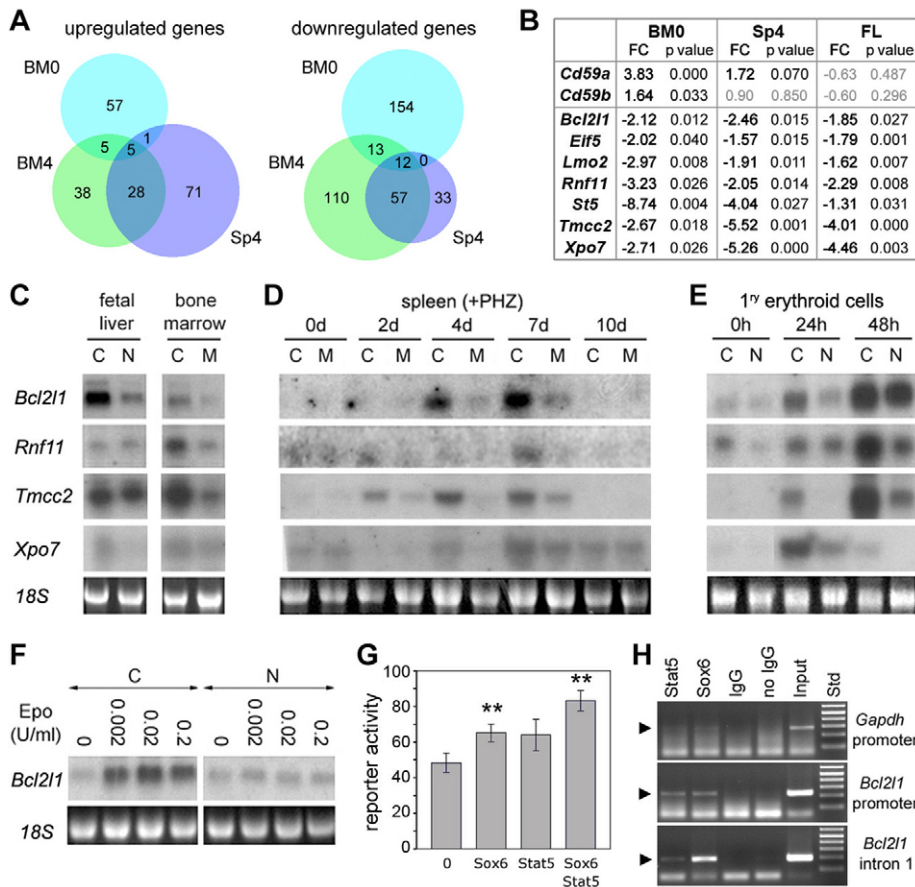 A
upregulated genes
downregulated genes
BM0
57
5
5
1
BM4
38
28
71
Sp4
BM0
154
13
12
0
BM4
110
57
33
Sp4
B
BM0 Sp4 FL
FC p value FC p value FC p value
Cd59a 3.83 0.000 1.72 0.070 -0.63 0.487
Cd59b 1.64 0.033 0.90 0.850 -0.60 0.296
Bcl2l1 -2.12 0.012 -2.46 0.015 -1.85 0.027
Elf5 -2.02 0.040 -1.57 0.015 -1.79 0.001
Lmo2 -2.97 0.008 -1.91 0.011 -1.62 0.007
Rnf11 -3.23 0.026 -2.05 0.014 -2.29 0.008
St5 -8.74 0.004 -4.04 0.027 -1.31 0.031
Tmcc2 -2.67 0.018 -5.52 0.001 -4.01 0.000
Xpo7 -2.71 0.026 -5.26 0.000 -4.46 0.003
C
fetal liver
bone marrow
C N C M
Bcl2l1
Rnf11
Tmcc2
Xpo7
18S
D
spleen (+PHZ)
0d 2d 4d 7d 10d
C M C M C M C M C M
E
1ry erythroid cells
0h 24h 48h
C N C N C N
F
C N
Epo
(U/ml)
0 0.002 0.02 0.2 0 0.002 0.02 0.2
Bcl2l1
18S
G
reporter activity
100
80
60
40
20
0
**
**
0 Sox6 Stat5 Sox6
Stat5
H
Stat5 Sox6 IgG no IgG Input Std
Gapdh
promoter
Bcl2l1
promoter
Bcl2l1
intron 1